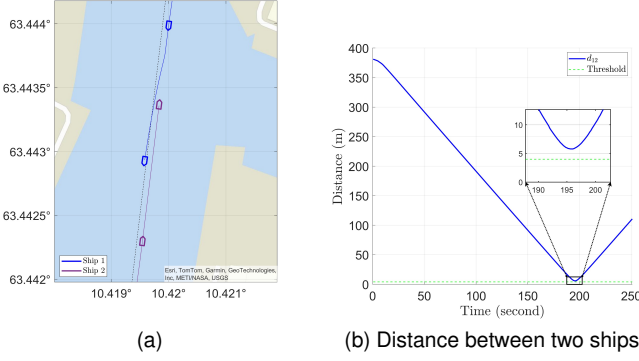 63.444°
63.4435°
63.443°
63.4425°
63.442°
10.419° 10.42° 10.421°
Ship 1
Ship 2
Esri, TomTom, Garmin, GeoTechnologies,
Inc, METI/NASA, USGS
(a)
400
350
300
250
200
150
100
50
0
0 50 100 150 200 250
Distance (m)
Time (second)
d12
Threshold
10
5
0
190 195 200
(b) Distance between two ships